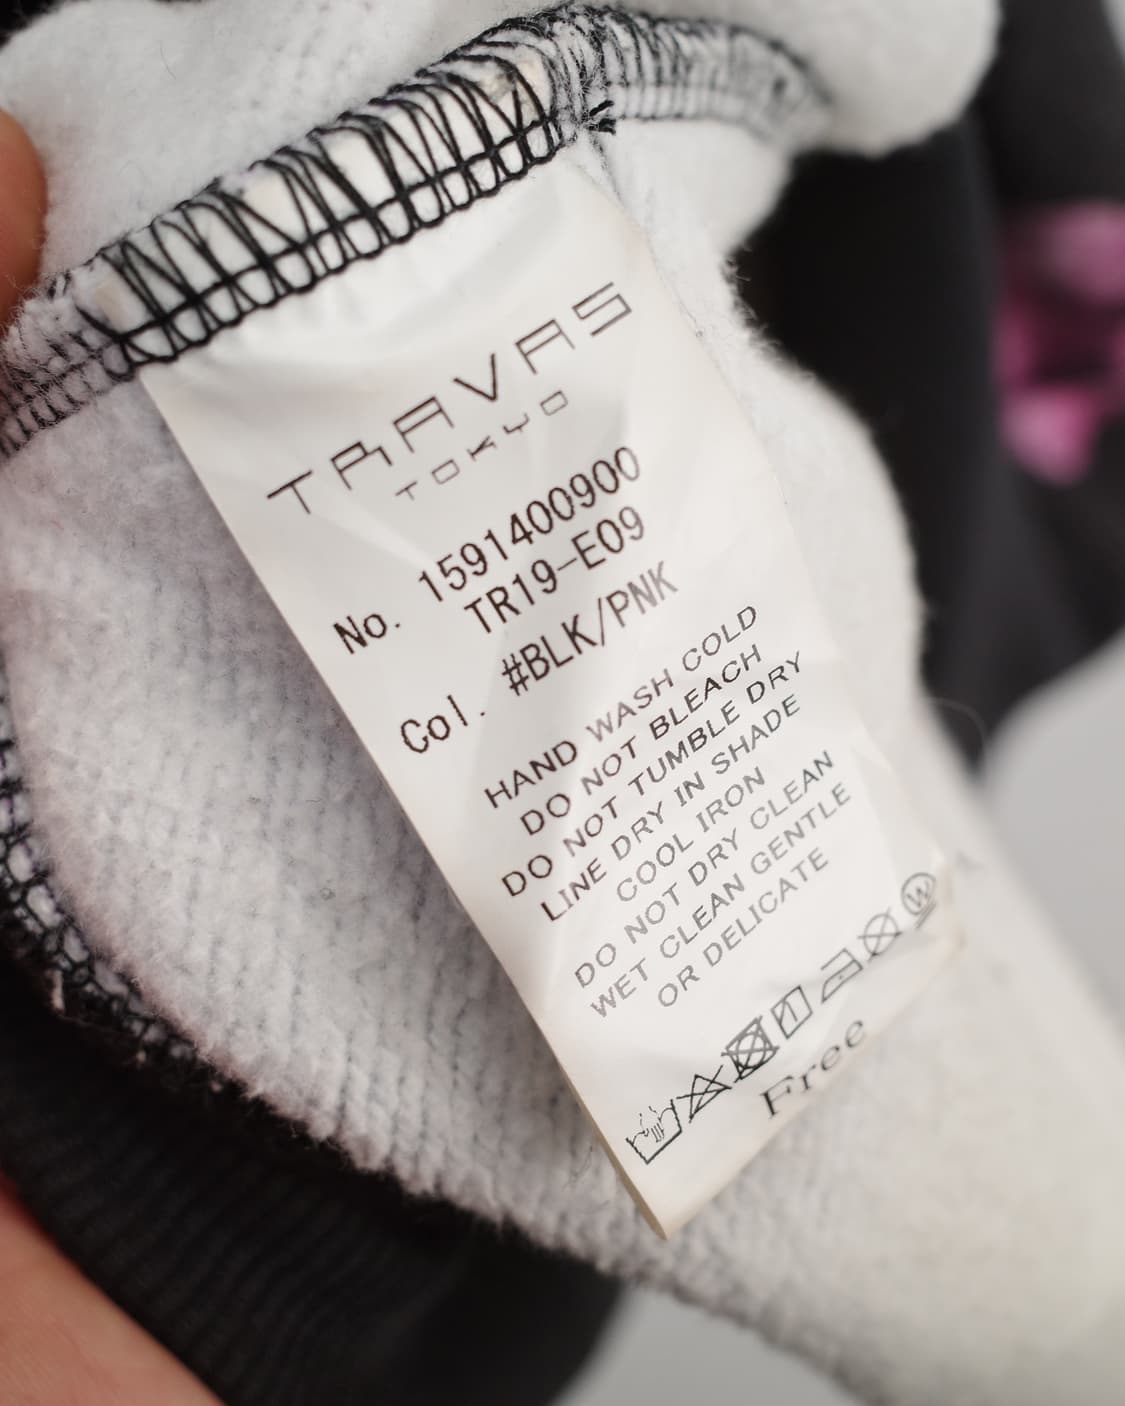 TRAVAS
TOKYO
No. 1591400900
TR19-E09
Col. #BLK/PNK
HAND WASH COLD
DO NOT BLEACH
DO NOT TUMBLE DRY
LINE DRY IN SHADE
COOL IRON
DO NOT DRY CLEAN
WET CLEAN GENTLE
OR DELICATE
W
Free